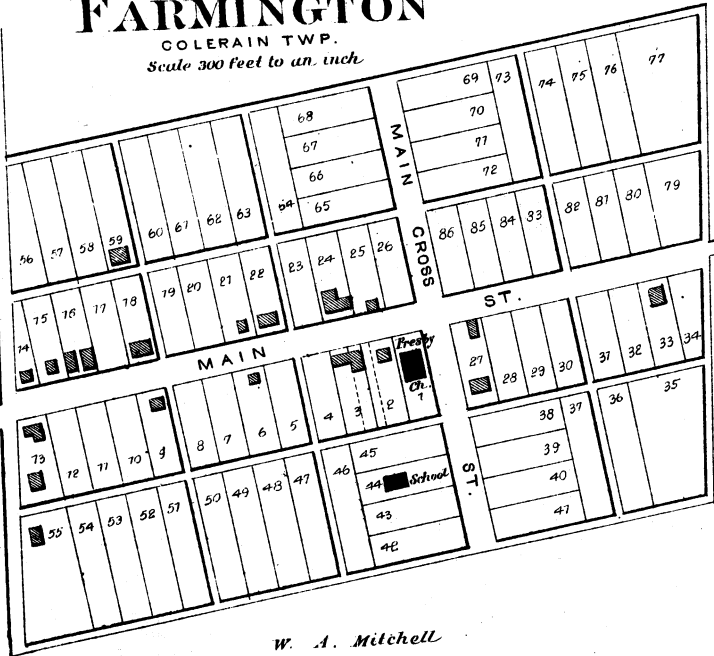 FARMINGTON
COLERAIN TWP.
Scale 300 feet to an inch
69 73 74 75 76 77
68 70
67 71
66 72
64 65
MAIN CROSS ST.
56 57 58 59 60 61 62 63
86 85 84 83 82 81 80 79
23 24 25 26
19 20 21 22
14 15 16 17 18
MAIN ST.
Presby Ch.
4 3 2 1
27 28 29 30 31 32 33 34
8 7 6 5
13 12 11 10 9
38 37 36 35
39
40
41
46 45
44 School
43
42
50 49 48 47
55 54 53 52 51
W. A. Mitchell